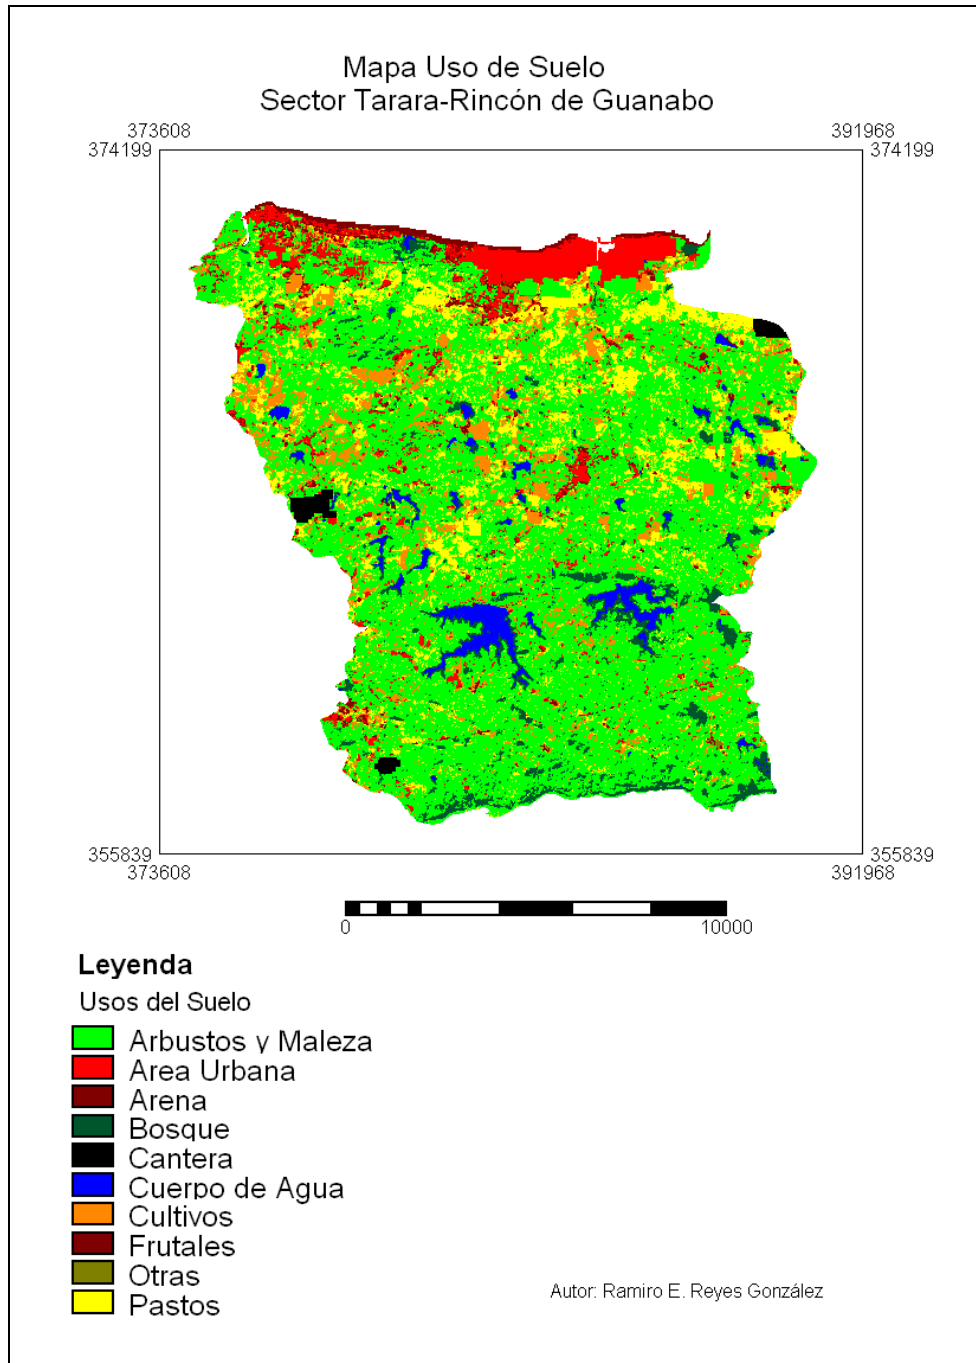 Mapa Uso de Suelo
Sector Tarara-Rincón de Guanabo
373608 391968
374199 374199
355839 355839
373608 391968
0 10000
Leyenda
Usos del Suelo
Arbustos y Maleza
Area Urbana
Arena
Bosque
Cantera
Cuerpo de Agua
Cultivos
Frutales
Otras
Pastos
Autor: Ramiro E. Reyes González